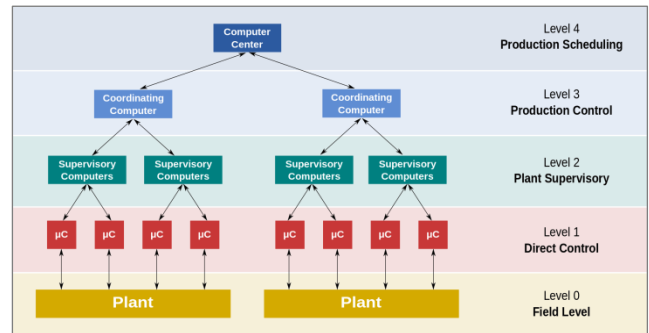 Computer
Center
Level 4
Production Scheduling
Coordinating
Computer
Coordinating
Computer
Level 3
Production Control
Supervisory
Computers
Supervisory
Computers
Supervisory
Computers
Supervisory
Computers
Level 2
Plant Supervisory
μC
μC
μC
μC
μC
μC
μC
μC
Level 1
Direct Control
Plant
Plant
Level 0
Field Level